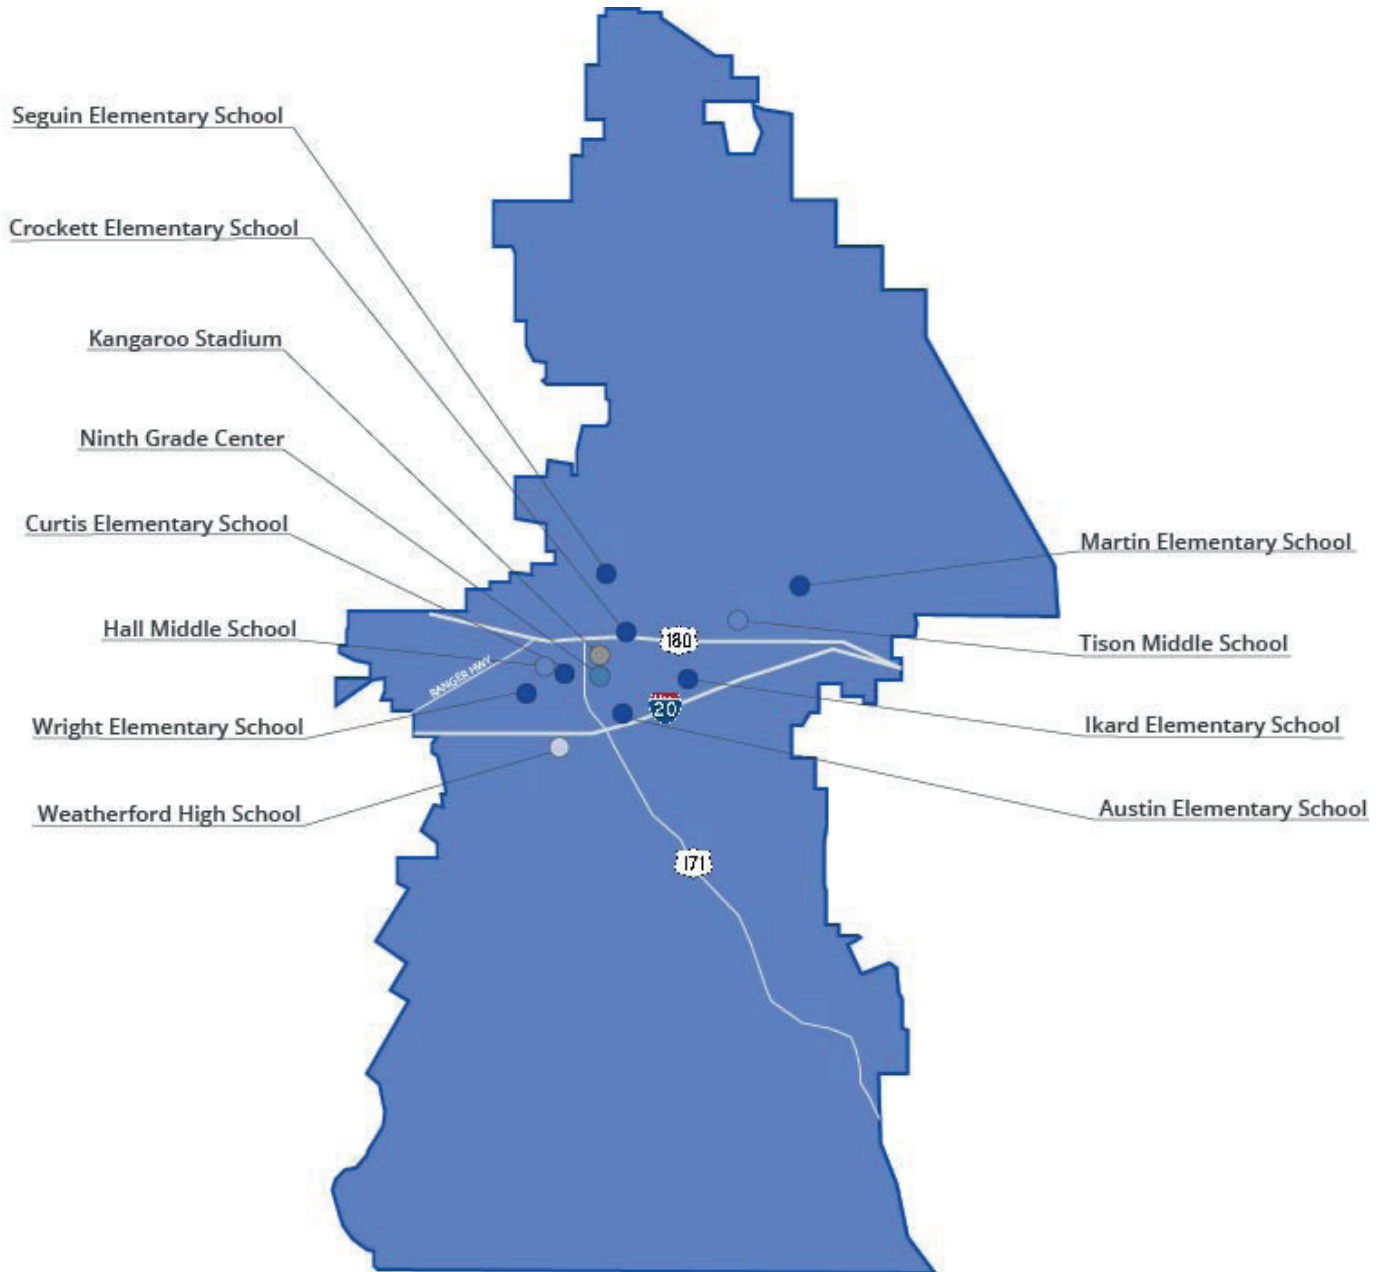 Seguin Elementary School
Crockett Elementary School
Kangaroo Stadium
Ninth Grade Center
Curtis Elementary School
Hall Middle School
Wright Elementary School
Weatherford High School
RANGER HWY
180
20
171
Martin Elementary School
Tison Middle School
Ikard Elementary School
Austin Elementary School